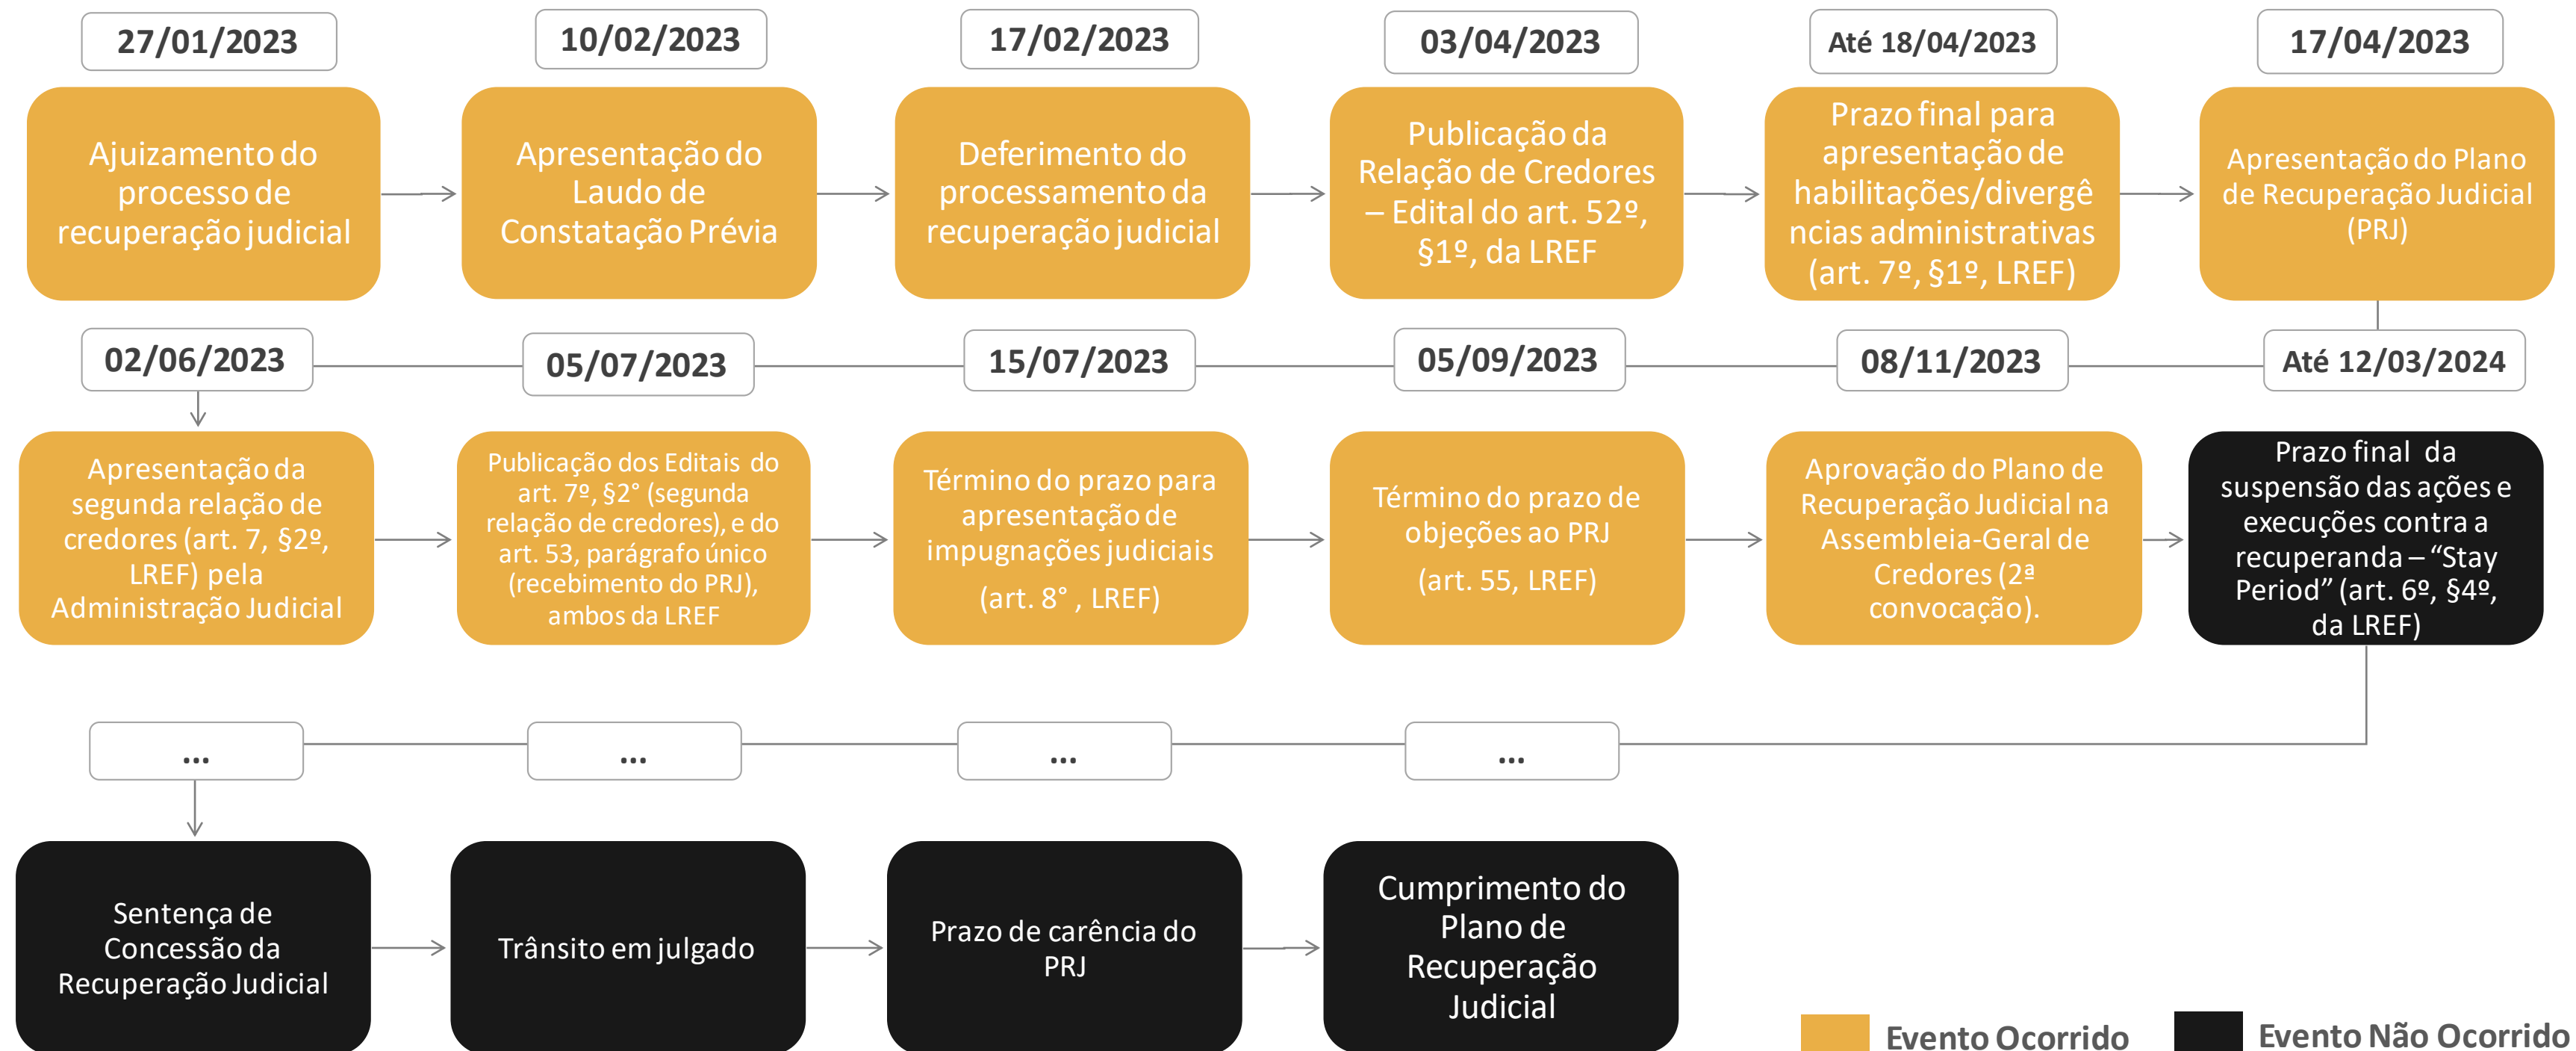 27/01/2023
10/02/2023
17/02/2023
03/04/2023
Até 18/04/2023
17/04/2023
Ajuizamento do
processo de
recuperação judicial
Apresentação do
Laudo de
Constatação Prévia
Deferimento do
processamento da
recuperação judicial
Publicação da
Relação de Credores
– Edital do art. 52º,
§1º, da LREF
Prazo final para
apresentação de
habilitações/divergê
ncias administrativas
(art. 7º, §1º, LREF)
Apresentação do Plano
de Recuperação Judicial
(PRJ)
02/06/2023
05/07/2023
15/07/2023
05/09/2023
08/11/2023
Até 12/03/2024
Apresentação da
segunda relação de
credores (art. 7, §2º,
LREF) pela
Administração Judicial
Publicação dos Editais do
art. 7º, §2° (segunda
relação de credores), e do
art. 53, parágrafo único
(recebimento do PRJ),
ambos da LREF
Término do prazo para
apresentação de
impugnações judiciais
(art. 8° , LREF)
Término do prazo de
objeções ao PRJ
(art. 55, LREF)
Aprovação do Plano de
Recuperação Judicial na
Assembleia-Geral de
Credores (2ª
convocação).
Prazo final da
suspensão das ações e
execuções contra a
recuperanda – “Stay
Period” (art. 6º, §4º,
da LREF)
...
...
...
...
Sentença de
Concessão da
Recuperação Judicial
Trânsito em julgado
Prazo de carência do
PRJ
Cumprimento do
Plano de
Recuperação
Judicial
Evento Ocorrido
Evento Não Ocorrido